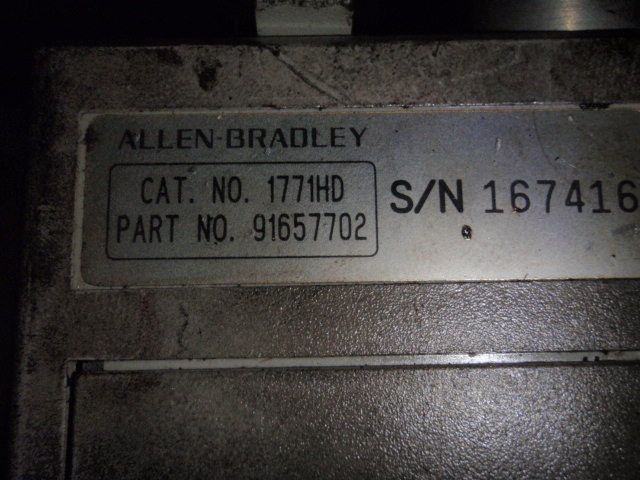 ALLEN-BRADLEY
CAT. NO. 1771HD
PART NO. 91657702
S/N 167416